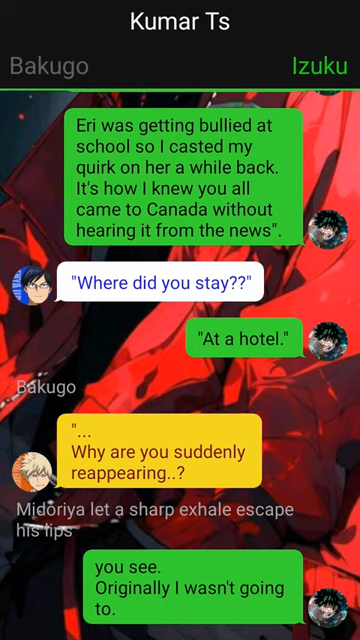 Kumar Ts
Bakugo
Izuku
Eri was getting bullied at
school so I casted my
quirk on her a while back.
It's how I knew you all
came to Canada without
hearing it from the news".
"Where did you stay??"
"At a hotel."
Bakugo
"...
Why are you suddenly
reappearing..?
Midoriya let a sharp exhale escape
his lips
you see.
Originally I wasn't going
to.